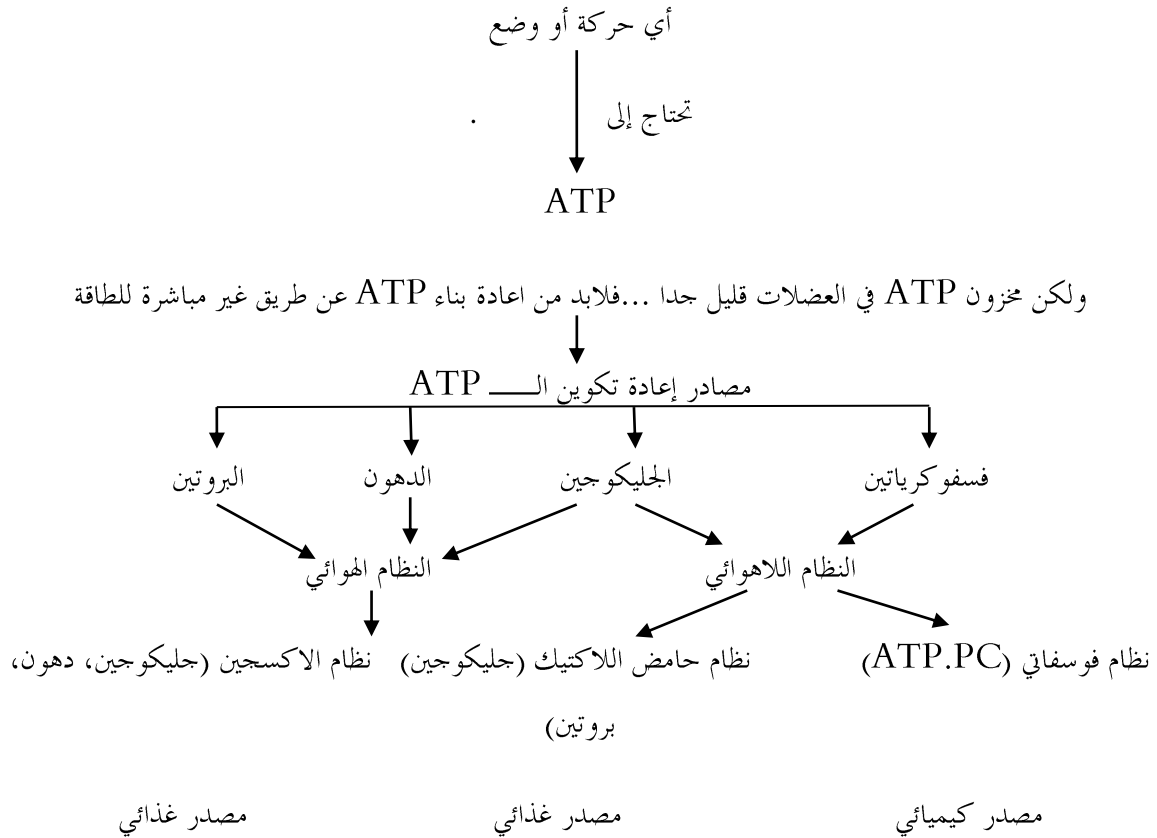 أي حركة أو وضع
تحتاج إلى .
ATP
ولكن مخزون ATP في العضلات قليل جدا ...فلابد من اعادة بناء ATP عن طريق غير مباشرة للطاقة
مصادر إعادة تكوين الـــــ ATP
فسفوكرياتين الجليكوجين الدهون البروتين
النظام اللاهوائي النظام الهوائي
نظام فوسفاتي (ATP.PC) نظام حامض اللاكتيك (جليكوجين) نظام الاكسجين (جليكوجين، دهون،
بروتين)
مصدر كيميائي مصدر غذائي مصدر غذائي